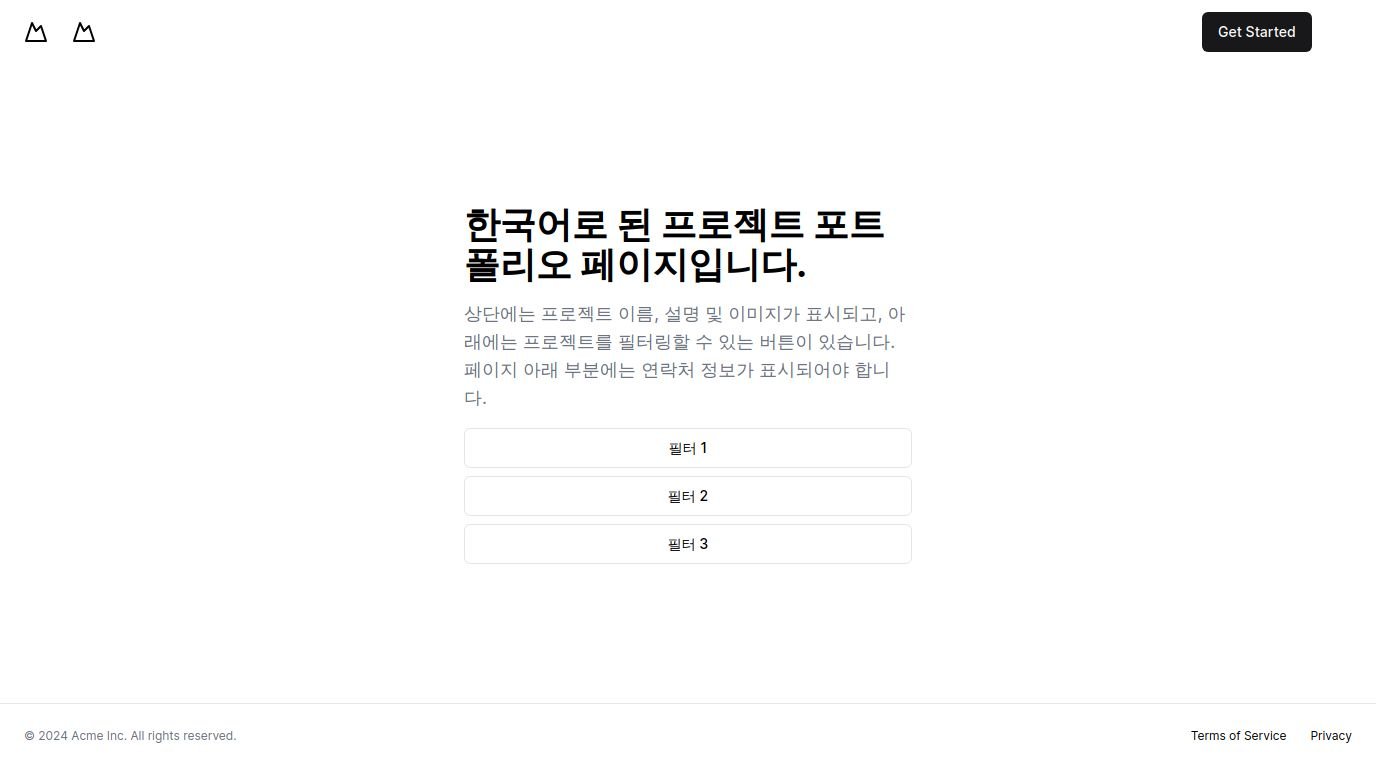 Get Started
한국어로 된 프로젝트 포트
폴리오 페이지입니다.
상단에는 프로젝트 이름, 설명 및 이미지가 표시되고, 아
래에는 프로젝트를 필터링할 수 있는 버튼이 있습니다.
페이지 아래 부분에는 연락처 정보가 표시되어야 합니
다.
필터 1
필터 2
필터 3
© 2024 Acme Inc. All rights reserved.
Terms of Service
Privacy